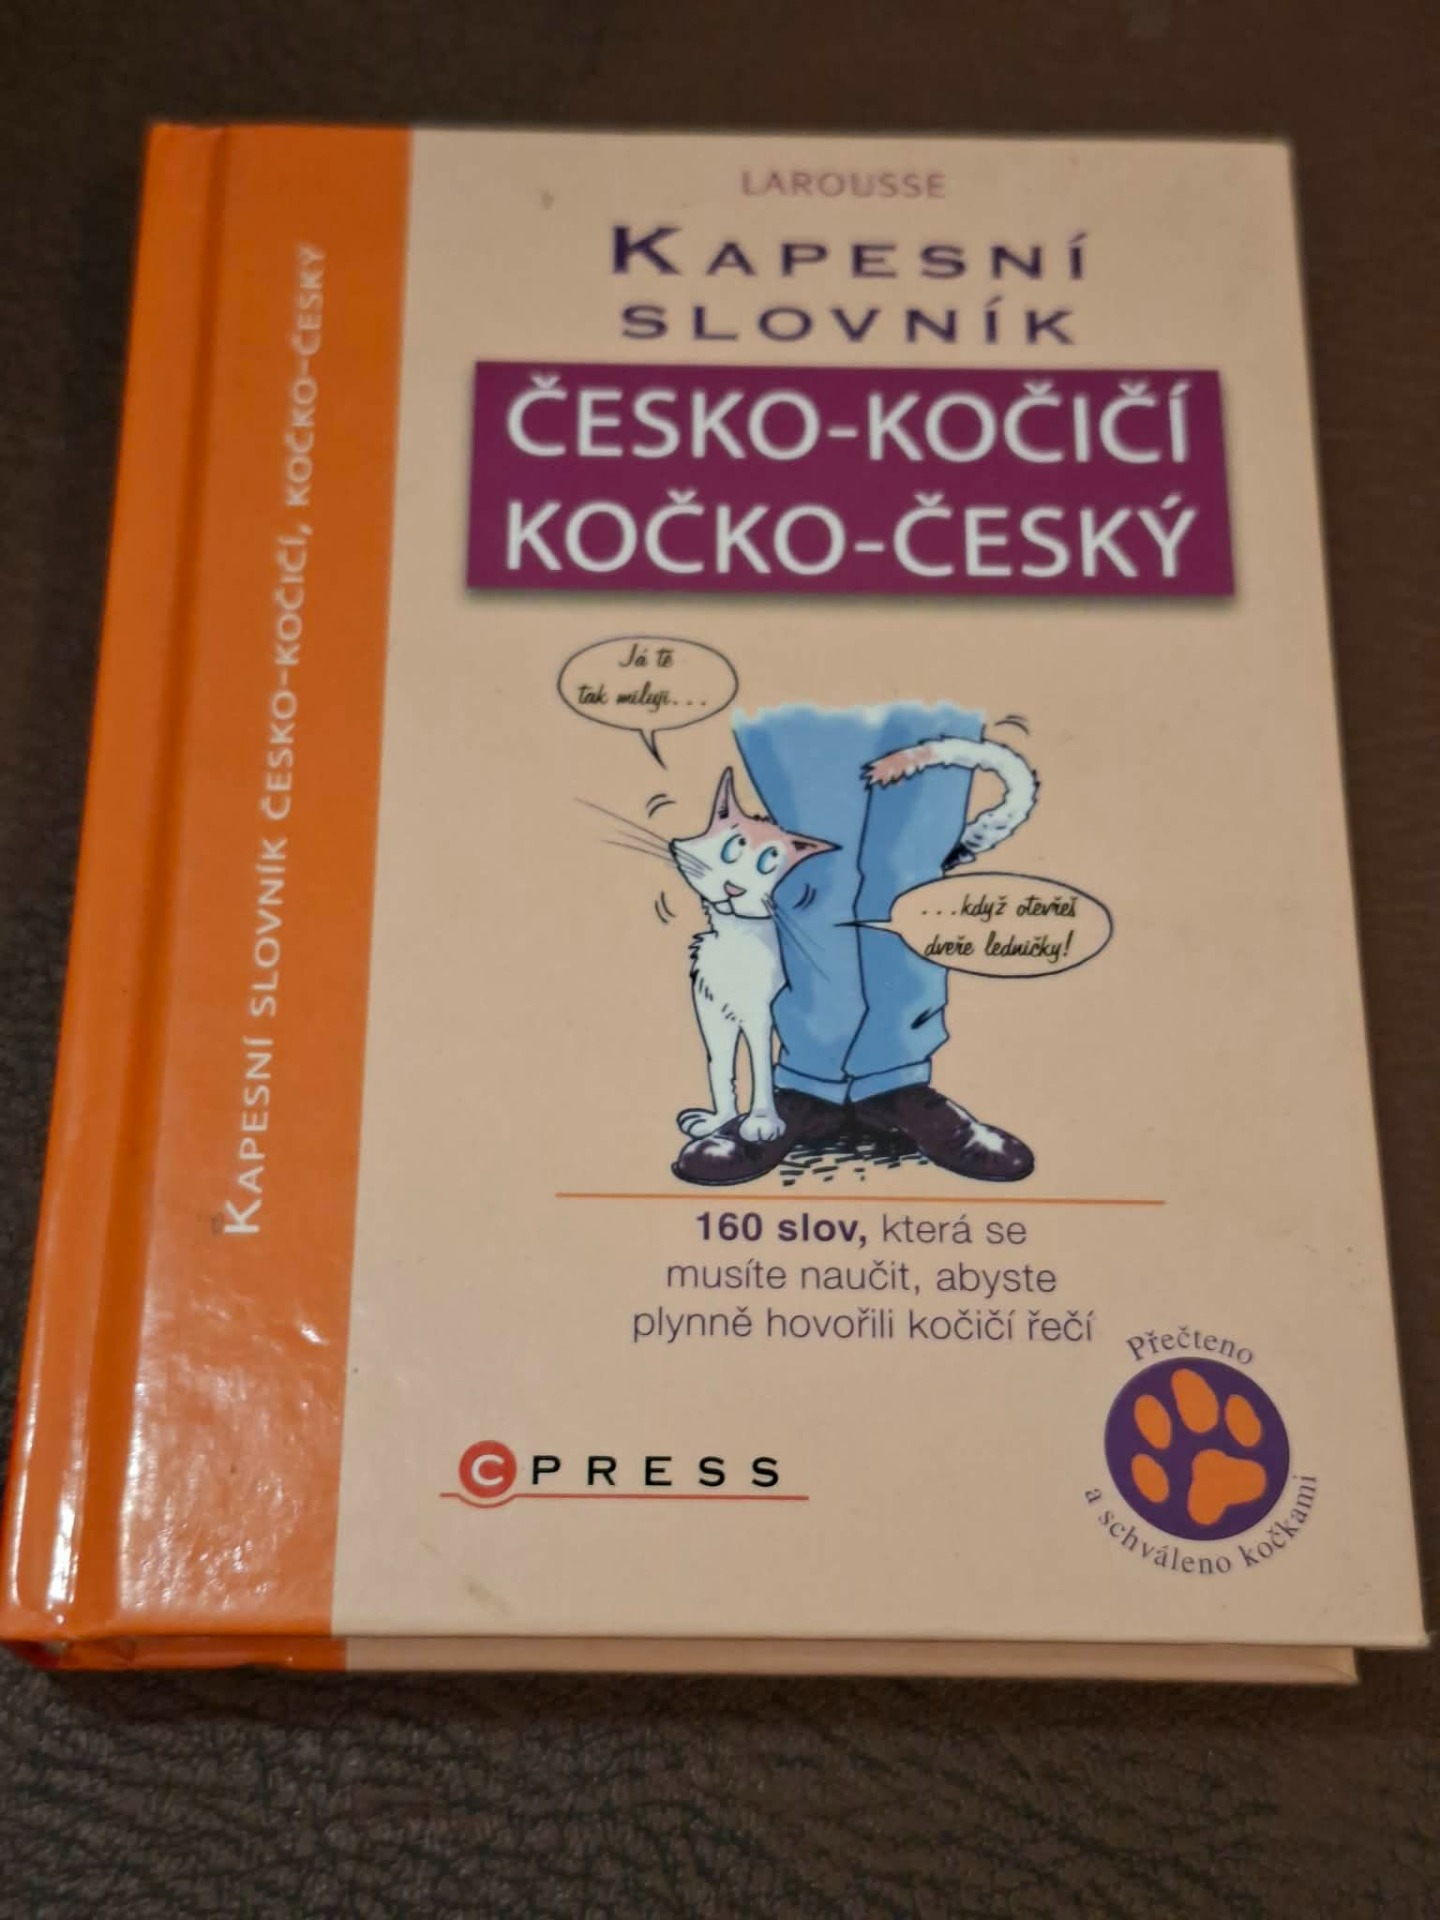 LAROUSSE
KAPESNÍ
SLOVNÍK
ČESKO-KOČIČÍ
KOČKO-ČESKÝ
Já tě
tak miluji...
...když otevřeš
dveře ledničky!
160 slov, která se
musíte naučit, abyste
plynně hovořili kočičí řečí
CPRESS
Přečteno
a schváleno kočkami
KAPESNÍ SLOVNÍK ČESKO-KOČIČÍ, KOČKO-ČESKÝ